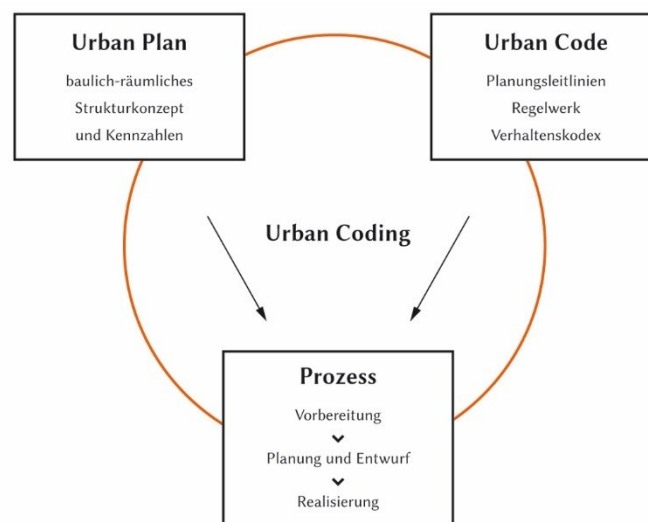 Urban Plan
baulich-räumliches
Strukturkonzept
und Kennzahlen
Urban Code
Planungsleitlinien
Regelwerk
Verhaltenskodex
Urban Coding
Prozess
Vorbereitung
Planung und Entwurf
Realisierung